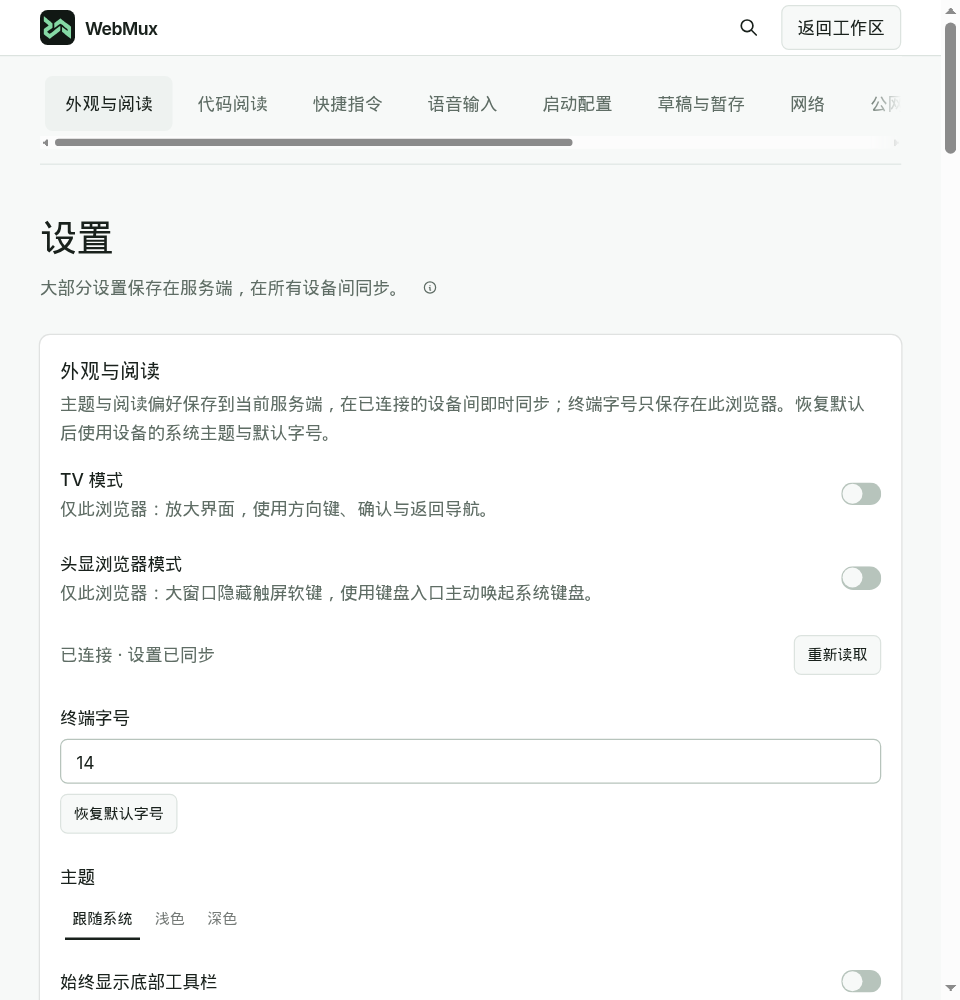 WebMux
返回工作区
外观与阅读
代码阅读
快捷指令
语音输入
启动配置
草稿与暂存
网络
公网
设置
大部分设置保存在服务端，在所有设备间同步。
外观与阅读
主题与阅读偏好保存到当前服务端，在已连接的设备间即时同步；终端字号只保存在此浏览器。恢复默认
后使用设备的系统主题与默认字号。
TV 模式
仅此浏览器：放大界面，使用方向键、确认与返回导航。
头显浏览器模式
仅此浏览器：大窗口隐藏触屏软键，使用键盘入口主动唤起系统键盘。
已连接 · 设置已同步
重新读取
终端字号
14
恢复默认字号
主题
跟随系统
浅色
深色
始终显示底部工具栏